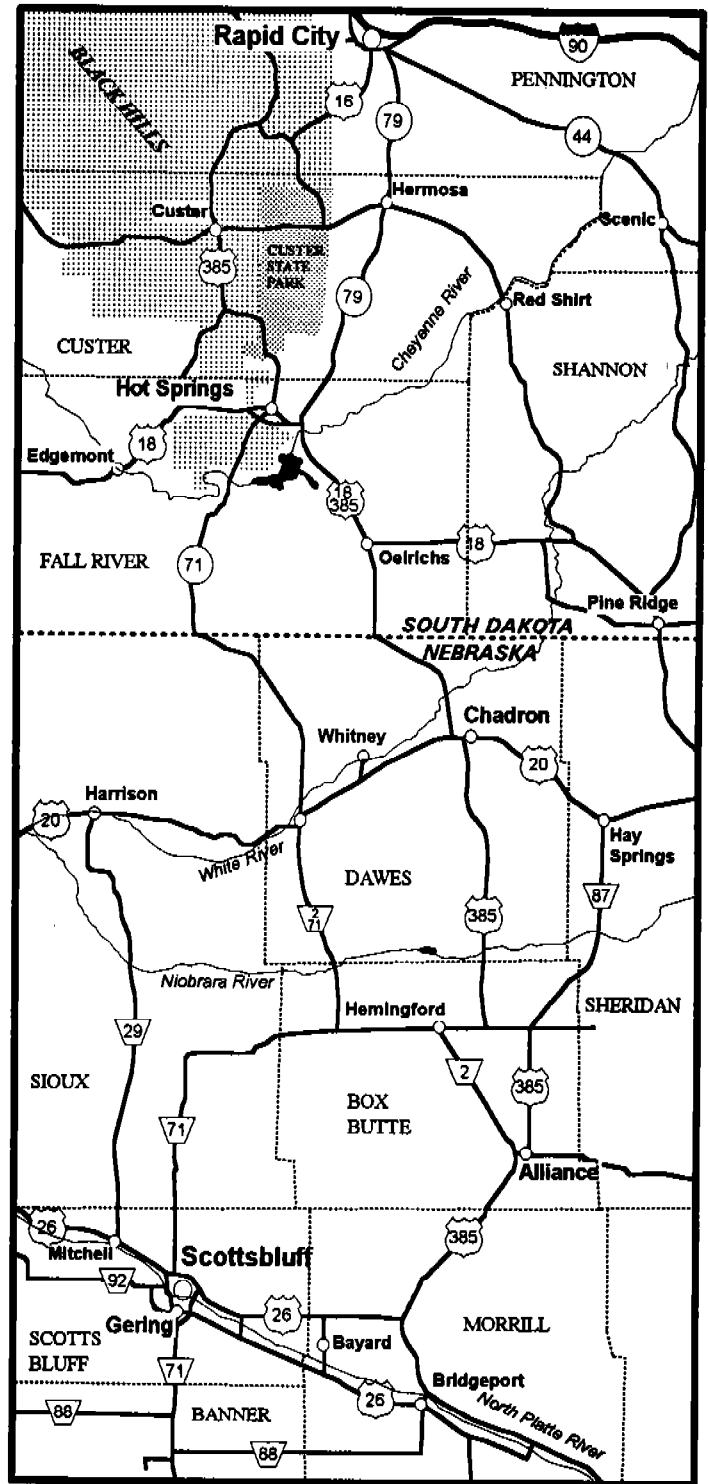 Rapid City
90
BLACK HILLS
PENNINGTON
16
79
44
Hermosa
Custer
Scenic
CUSTER
STATE
PARK
385
79
Cheyenne River
Red Shirt
CUSTER
SHANNON
Hot Springs
18
Edgemont
18
385
FALL RIVER
71
Oelrichs
18
Pine Ridge
SOUTH DAKOTA
NEBRASKA
Whitney
Chadron
20
Harrison
20
Hay
Springs
White River
DAWES
87
2
71
385
Niobrara River
Hemingford
SHERIDAN
29
SIOUX
2
385
BOX
BUTTE
71
Alliance
26
Mitchell
385
Scottsbluff
92
26
Gering
MORRILL
SCOTTS
BLUFF
Bayard
71
Bridgeport
26
88
BANNER
North Platte River
88